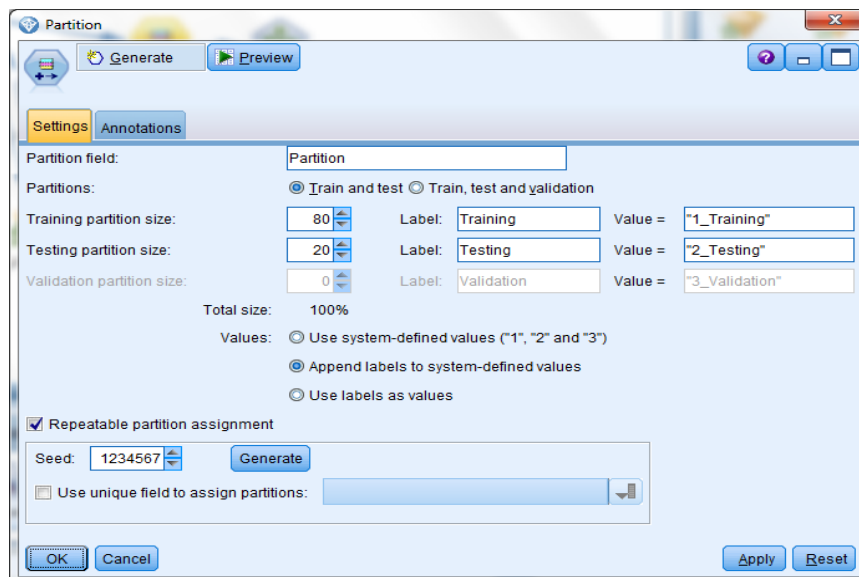 Partition
Generate Preview
Settings Annotations
Partition field: Partition
Partitions: Train and test Train, test and validation
Training partition size: 80 Label: Training Value = "1_Training"
Testing partition size: 20 Label: Testing Value = "2_Testing"
Validation partition size: 0 Label: Validation Value = "3_Validation"
Total size: 100%
Values: Use system-defined values ("1", "2" and "3")
Append labels to system-defined values
Use labels as values
Repeatable partition assignment
Seed: 1234567 Generate
Use unique field to assign partitions:
OK Cancel Apply Reset